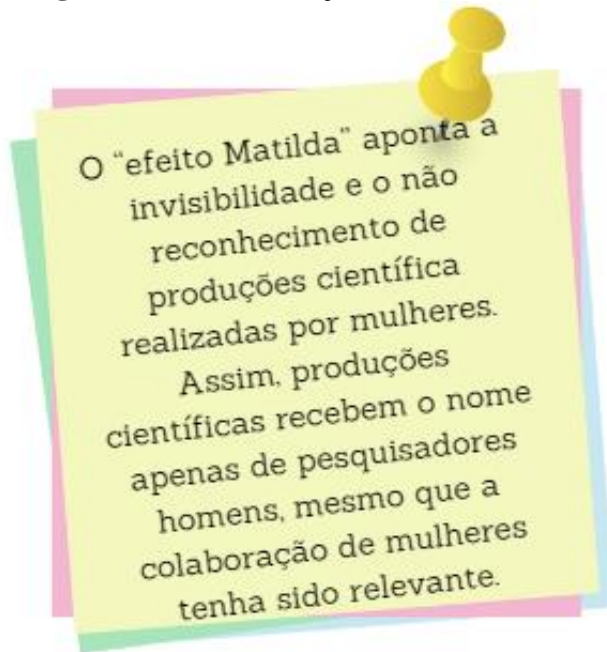 O “efeito Matilda” aponta a
invisibilidade e o não
reconhecimento de
produções científica
realizadas por mulheres.
Assim, produções
científicas recebem o nome
apenas de pesquisadores
homens, mesmo que a
colaboração de mulheres
tenha sido relevante.